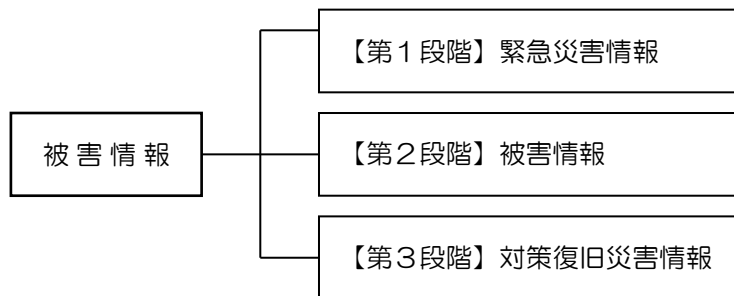 【第１段階】緊急災害情報
被 害 情 報
【第２段階】被害情報
【第３段階】対策復旧災害情報